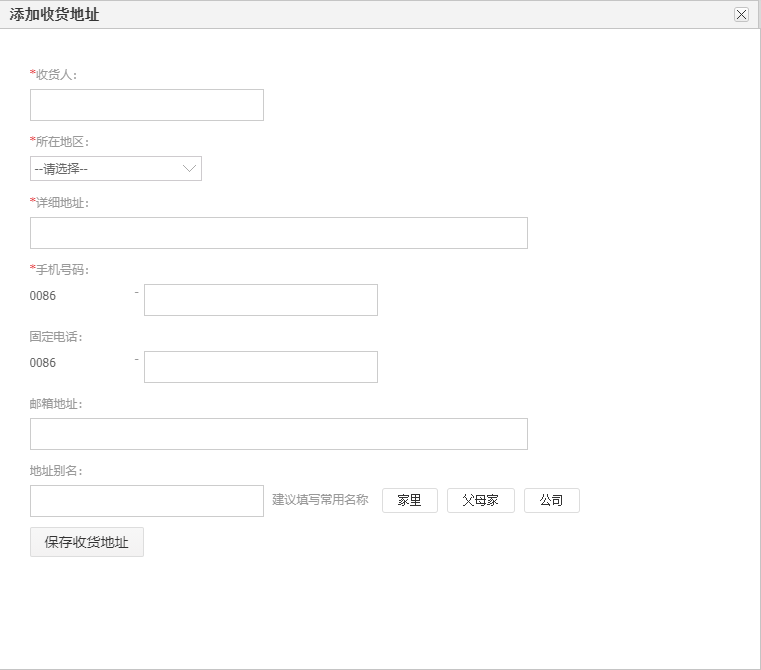 添加收货地址
*收货人：
*所在地区：
--请选择--
*详细地址：
*手机号码：
0086 -
固定电话：
0086 -
邮箱地址：
地址别名：
建议填写常用名称 家里 父母家 公司
保存收货地址